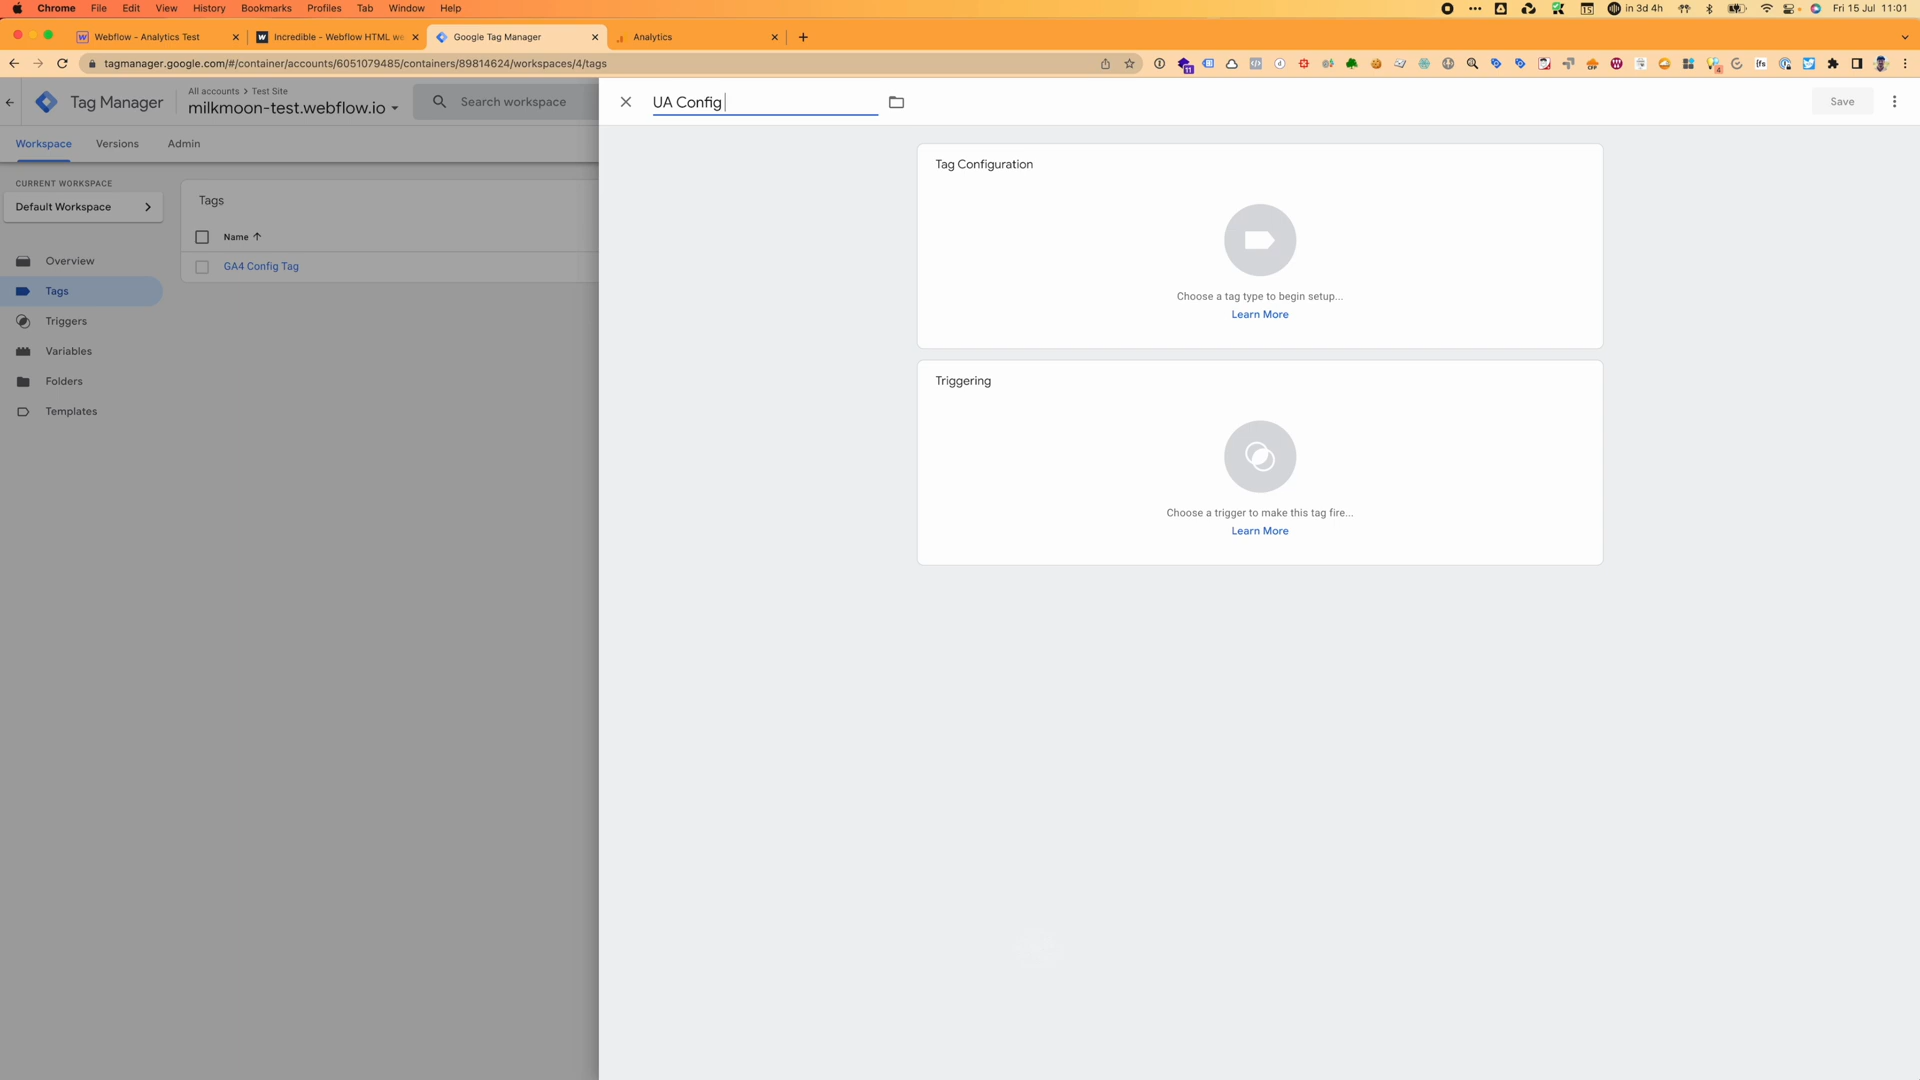 Chrome File Edit View History Bookmarks Profiles Tab Window Help in 3d 4h Fri 15 Jul 11:01
Webflow - Analytics Test Incredible - Webflow HTML we Google Tag Manager Analytics
tagmanager.google.com/#/container/accounts/6051079485/containers/89814624/workspaces/4/tags
Tag Manager
All accounts > Test Site
milkmoon-test.webflow.io
Search workspace
UA Config
Save
Workspace Versions Admin
CURRENT WORKSPACE
Default Workspace
Overview
Tags
Triggers
Variables
Folders
Templates
Tags
Name
GA4 Config Tag
Tag Configuration
Choose a tag type to begin setup...
Learn More
Triggering
Choose a trigger to make this tag fire...
Learn More